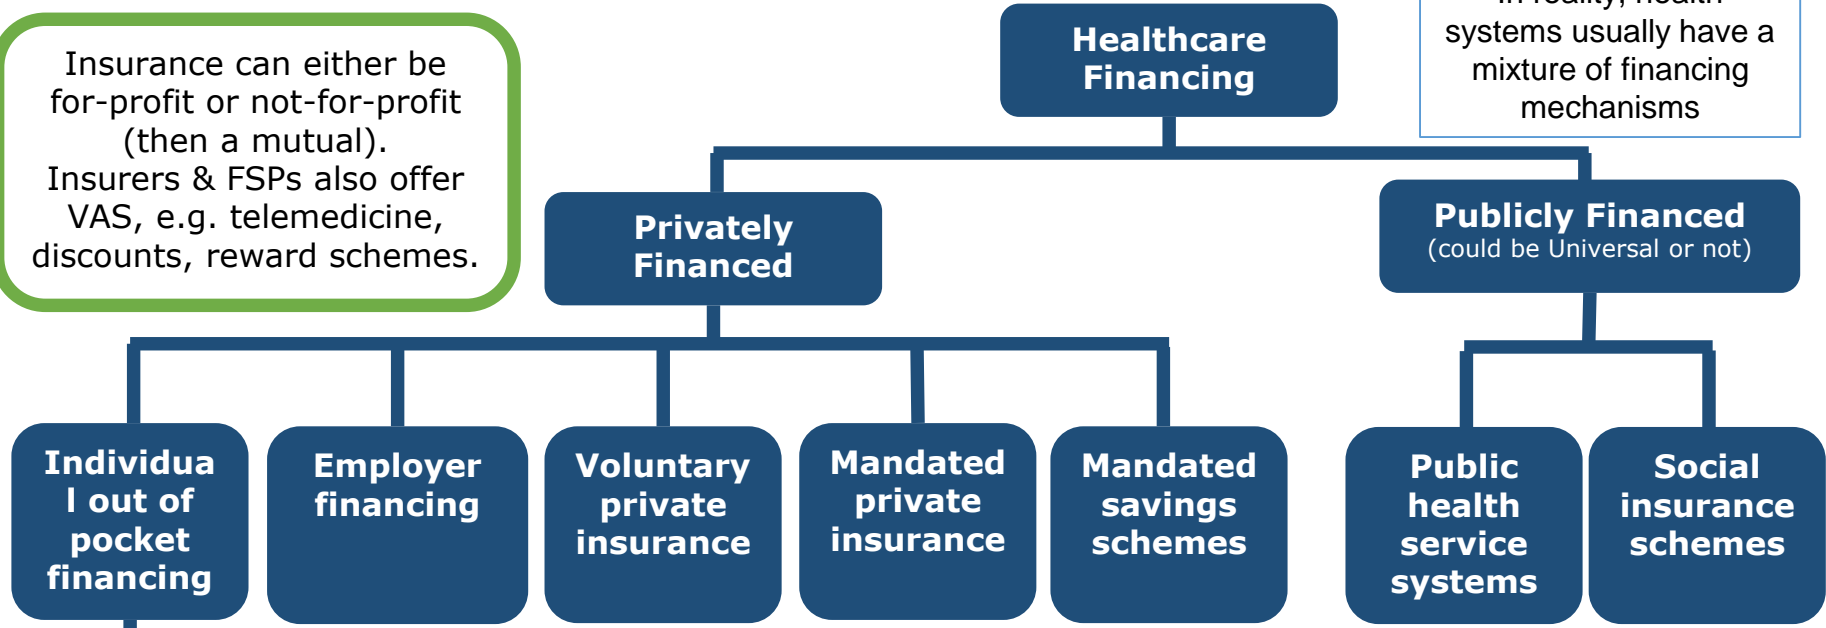 Insurance can either be
for-profit or not-for-profit
(then a mutual).
Insurers & FSPs also offer
VAS, e.g. telemedicine,
discounts, reward schemes.
Healthcare
Financing
In reality, health
systems usually have a
mixture of financing
mechanisms
Privately
Financed
Publicly Financed
(could be Universal or not)
Individua
l out of
pocket
financing
Employer
financing
Voluntary
private
insurance
Mandated
private
insurance
Mandated
savings
schemes
Public
health
service
systems
Social
insurance
schemes